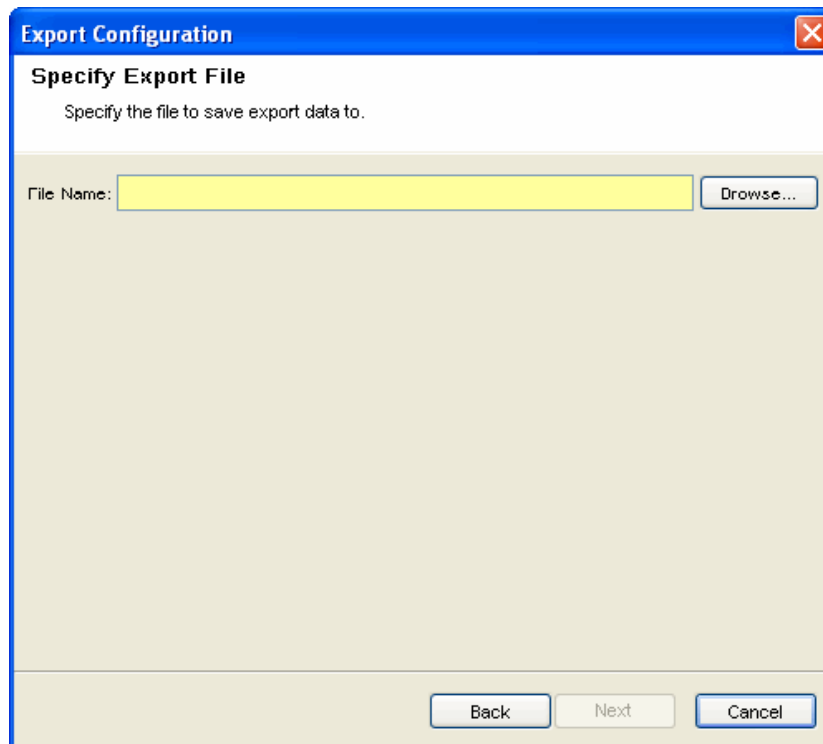 Export Configuration
Specify Export File
Specify the file to save export data to.
File Name: Browse...
Back Next Cancel